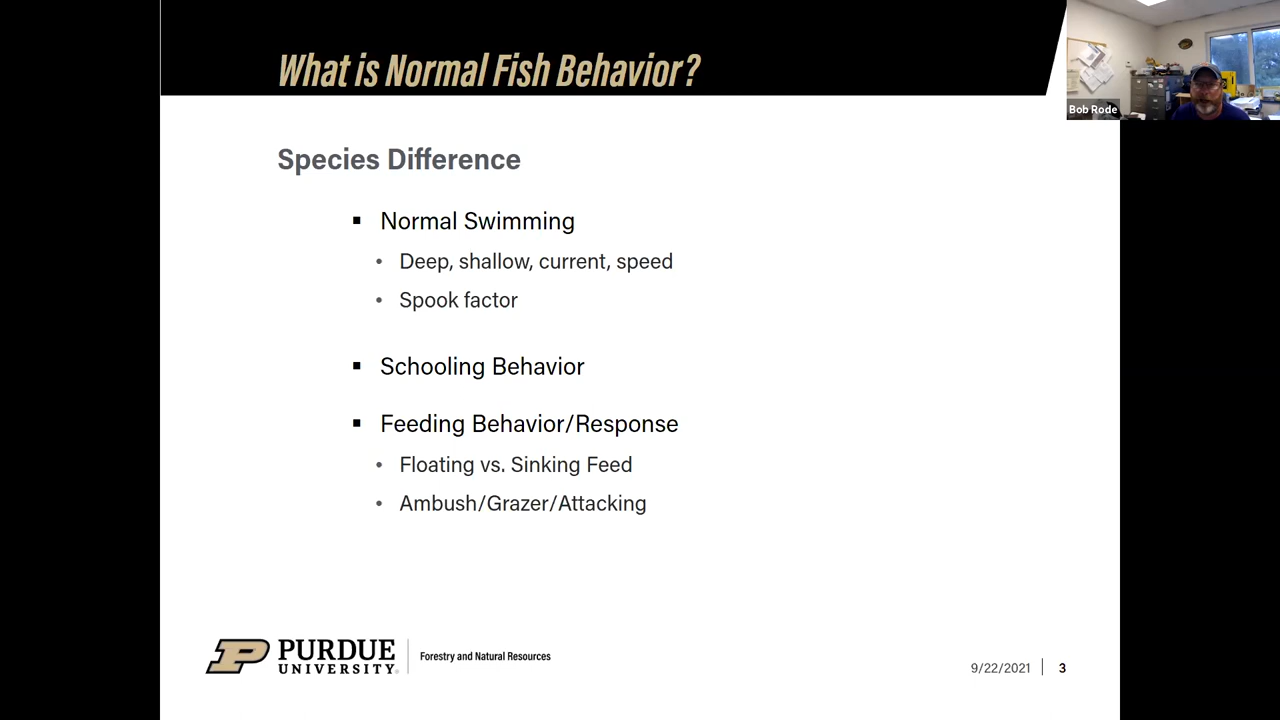 What is Normal Fish Behavior?
Bob Rode
Species Difference
▪ Normal Swimming
• Deep, shallow, current, speed
• Spook factor
▪ Schooling Behavior
▪ Feeding Behavior/Response
• Floating vs. Sinking Feed
• Ambush/Grazer/Attacking
P PURDUE UNIVERSITY®
Forestry and Natural Resources
9/22/2021 3